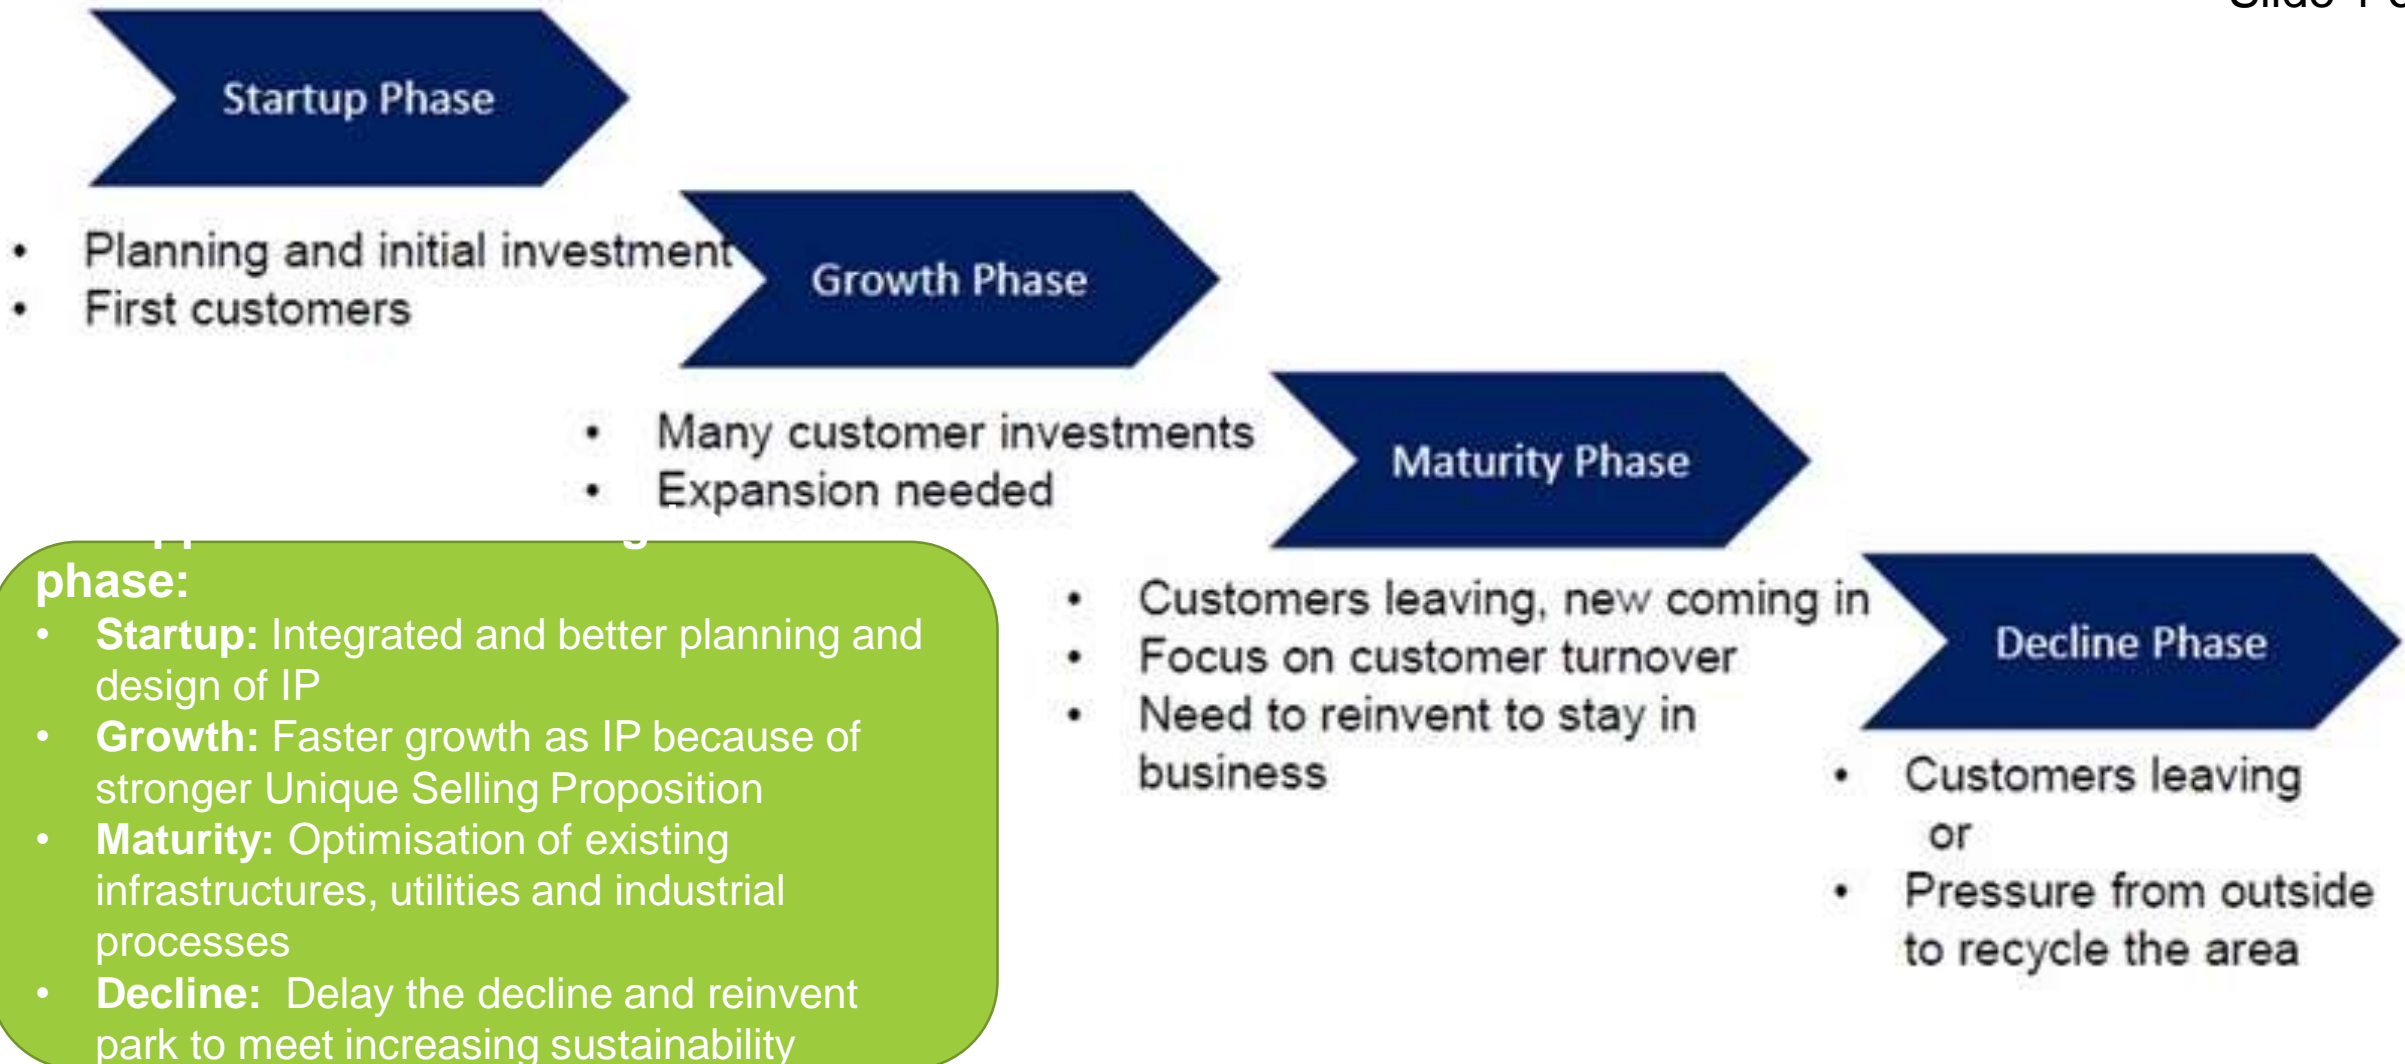 Startup Phase
• Planning and initial investment
• First customers
Growth Phase
• Many customer investments
• Expansion needed
Maturity Phase
• Customers leaving, new coming in
• Focus on customer turnover
• Need to reinvent to stay in
business
Decline Phase
• Customers leaving
or
• Pressure from outside
to recycle the area
phase:
• Startup: Integrated and better planning and
design of IP
• Growth: Faster growth as IP because of
stronger Unique Selling Proposition
• Maturity: Optimisation of existing
infrastructures, utilities and industrial
processes
• Decline: Delay the decline and reinvent
park to meet increasing sustainability